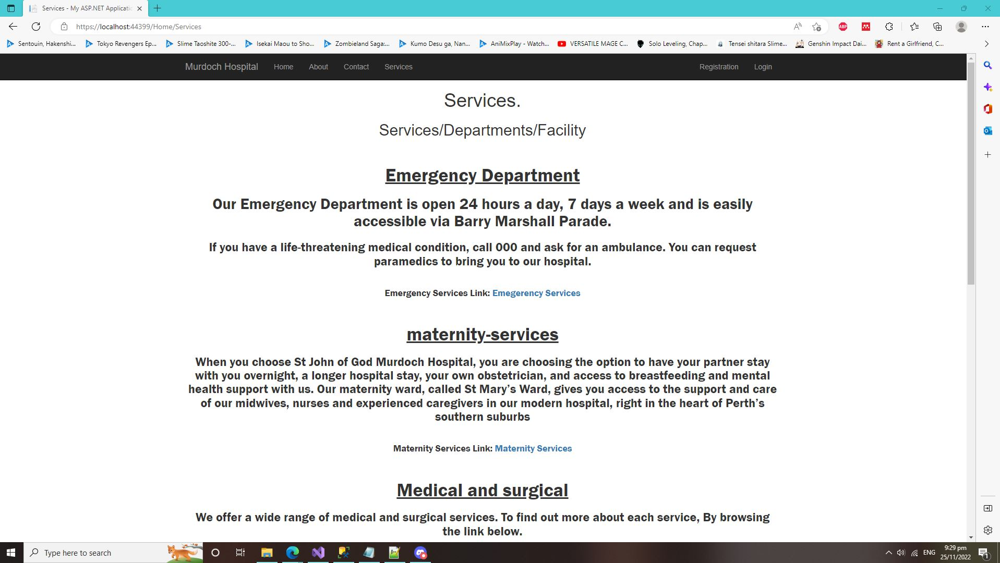 Services - My ASP.NET Applicatic
https://localhost:44399/Home/Services
ABP
Sentouin, Hakenshi...
Tokyo Revengers Ep...
Slime Taoshite 300-...
Isekai Maou to Sho...
Zombieland Saga:...
Kumo Desu ga, Nan...
AniMixPlay - Watch...
VERSATILE MAGE C...
Solo Leveling, Chap...
Tensei shitara Slime...
Genshin Impact Dai...
Rent a Girlfriend, C...
Murdoch Hospital
Home
About
Contact
Services
Registration
Login
Services.
Services/Departments/Facility
Emergency Department
Our Emergency Department is open 24 hours a day, 7 days a week and is easily
accessible via Barry Marshall Parade.
If you have a life-threatening medical condition, call 000 and ask for an ambulance. You can request
paramedics to bring you to our hospital.
Emergency Services Link: Emegerency Services
maternity-services
When you choose St John of God Murdoch Hospital, you are choosing the option to have your partner stay
with you overnight, a longer hospital stay, your own obstetrician, and access to breastfeeding and mental
health support with us. Our maternity ward, called St Mary’s Ward, gives you access to the support and care
of our midwives, nurses and experienced caregivers in our modern hospital, right in the heart of Perth’s
southern suburbs
Maternity Services Link: Maternity Services
Medical and surgical
We offer a wide range of medical and surgical services. To find out more about each service, By browsing
the link below.
Type here to search
ENG
9:29 pm
25/11/2022
1